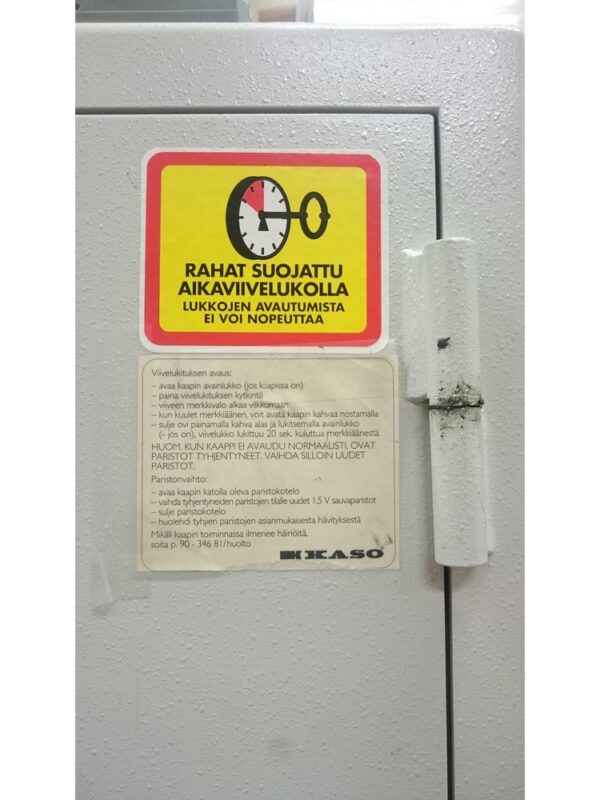 RAHAT SUOJATTU
AIKAVIIVELUKOLLA
LUKKOJEN AVAUTUMISTA
EI VOI NOPEUTTAA
Viivelukituksen avaus:
– avaa kaapin avainlukko (jos kaapissa on)
– paina viivelukituksen kytkintä
– viiveen merkkivalo alkaa vilkkumaan
– kun kuulet merkkiäänen, voit avata kaapin kahvaa nostamalla
– sulje ovi painamalla kahva alas ja lukitsemalla avainlukko
(- jos on), viivelukko lukittuu 20 sek. kuluttua merkkiäänestä.
HUOM. KUN KAAPPI EI AVAUDU NORMAALISTI, OVAT
PARISTOT TYHJENTYNEET. VAIHDA SILLOIN UUDET
PARISTOT.
Paristonvaihto:
– avaa kaapin katolla oleva paristokotelo
– vaihda tyhjentyneiden paristojen tilalle uudet 1,5 V sauvaparistot
– sulje paristokotelo
– huolehdi tyhjien paristojen asianmukaisesta hävityksestä
Mikäli kaapin toiminnassa ilmenee häiriöitä,
soita p. 90 - 346 81/huolto
KASO